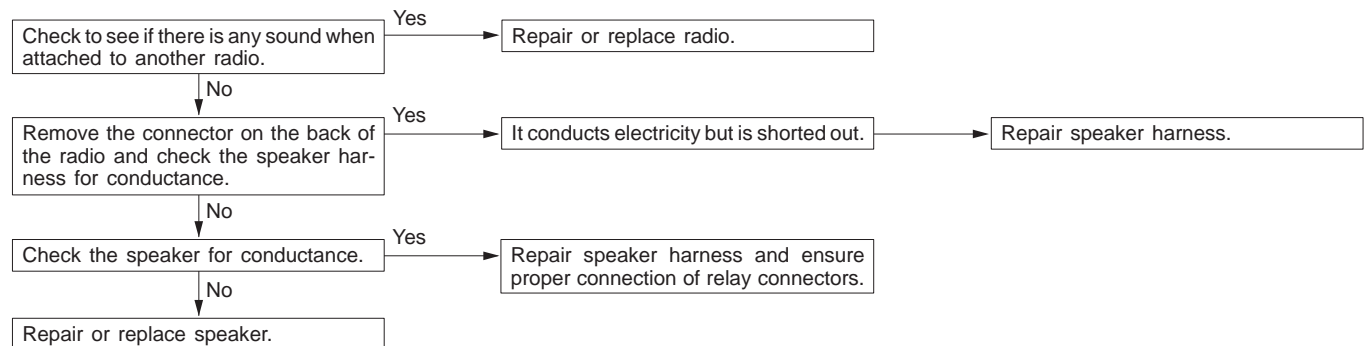 Check to see if there is any sound when
attached to another radio.
Yes
Repair or replace radio.
No
Remove the connector on the back of
the radio and check the speaker har-
ness for conductance.
Yes
It conducts electricity but is shorted out.
Repair speaker harness.
No
Check the speaker for conductance.
Yes
Repair speaker harness and ensure
proper connection of relay connectors.
No
Repair or replace speaker.